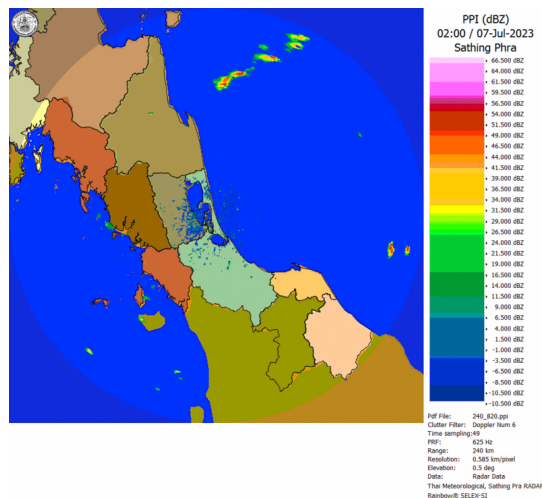 PPI (dBZ)
02:00 / 07-Jul-2023
Sathing Phra
66.500 dBZ
64.000 dBZ
61.500 dBZ
59.500 dBZ
56.500 dBZ
54.000 dBZ
51.500 dBZ
49.000 dBZ
46.500 dBZ
44.000 dBZ
41.500 dBZ
39.000 dBZ
36.500 dBZ
34.000 dBZ
31.500 dBZ
29.000 dBZ
26.500 dBZ
24.000 dBZ
21.500 dBZ
19.000 dBZ
16.500 dBZ
14.000 dBZ
11.500 dBZ
9.000 dBZ
6.500 dBZ
4.000 dBZ
1.500 dBZ
-1.000 dBZ
-3.500 dBZ
-6.000 dBZ
-8.500 dBZ
-10.500 dBZ
-10.500 dBZ
Pdf File: 240_820.ppi
Clutter Filter: Doppler Num 6
Time sampling:49
PRF: 625 Hz
Range: 240 km
Resolution: 0.585 km/pixel
Elevation: 0.5 deg
Data: Radar Data
Thai Meteorological, Sathing Pra RADAR
Rainbow® SELEX-SI